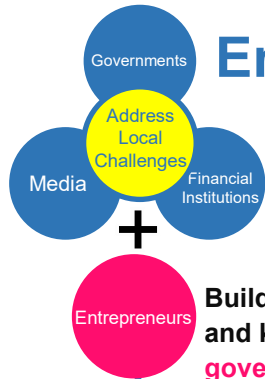 Governments
En
Address
Local
Challenges
Media
Financial
Institutions
+
Entrepreneurs
Build
and k
gove